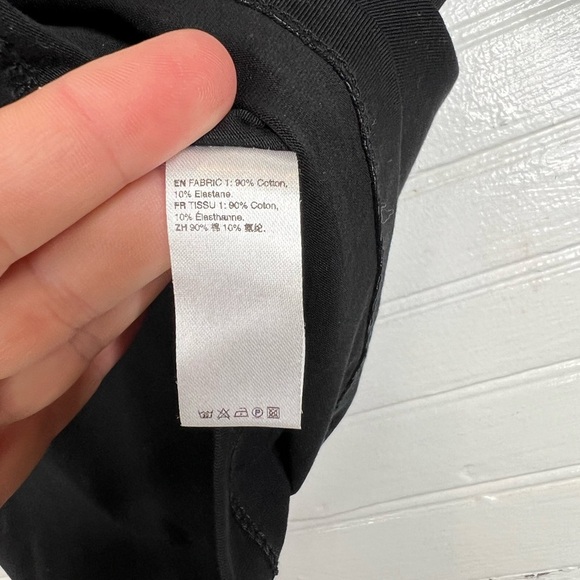 EN FABRIC 1: 90% Cotton,
10% Elastane.
FR TISSU 1: 90% Coton,
10% Élasthanne.
ZH 90% 棉 10% 氨纶.